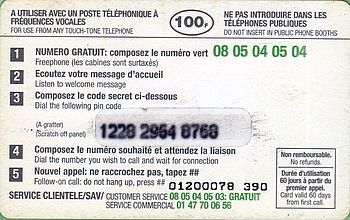 A UTILISER AVEC UN POSTE TÉLÉPHONIQUE À
FRÉQUENCES VOCALES
FOR USE FROM ANY TOUCH-TONE TELEPHONE
100F
NE PAS INTRODUIRE DANS LES
TÉLÉPHONES PUBLICS
DO NOT INSERT IN PUBLIC PHONE BOOTHS
1 NUMERO GRATUIT: composez le numéro vert 08 05 04 05 04
Freephone (les cabines sont surtaxés)
2 Ecoutez votre message d'accueil
Listen to welcome message
3 Composez le code secret ci-dessous
Dial the following pin code
(A gratter)
(Scratch off panel)
1220 2954 8768
4 Composez le numéro souhaité et attendez la liaison
Dial the number you wish to call and wait for connection
5 Nouvel appel: ne raccrochez pas, tapez ##
Follow-on call: do not hang up, press ##
01200078 390
Non remboursable.
No refunds.
Durée d'utilisation
60 jours à partir du
premier appel.
Card valid 60 days
from first call.
SERVICE CLIENTELE/SAV/ CUSTOMER SERVICE 08 05 04 05 03: GRATUIT
SERVICE COMMERCIAL 01 47 70 06 56